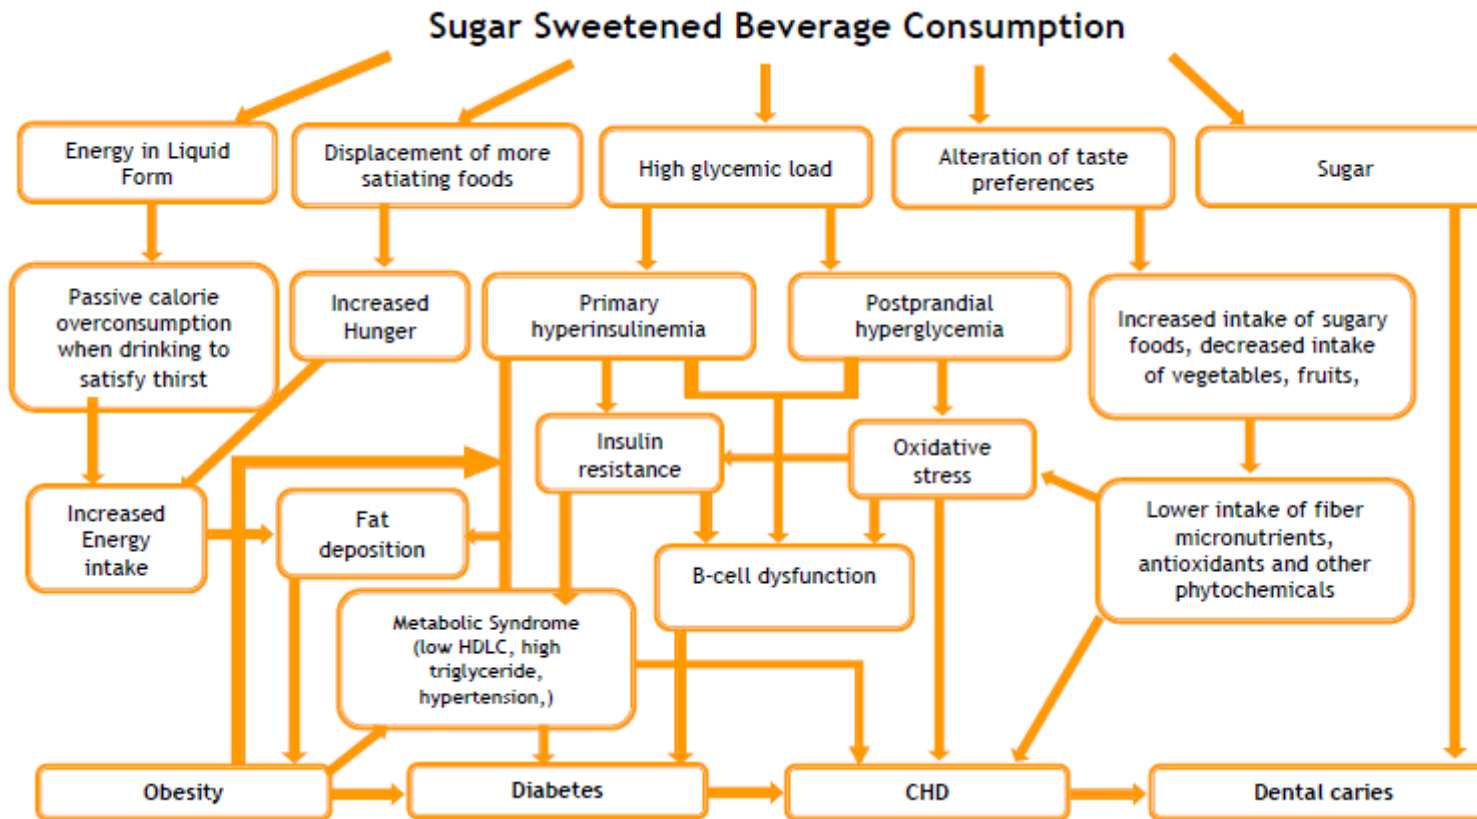 Sugar Sweetened Beverage Consumption
Energy in Liquid
Form
Displacement of more
satiating foods
High glycemic load
Alteration of taste
preferences
Sugar
Passive calorie
overconsumption
when drinking to
satisfy thirst
Increased
Hunger
Primary
hyperinsulinemia
Postprandial
hyperglycemia
Increased intake of sugary
foods, decreased intake
of vegetables, fruits,
Insulin
resistance
Oxidative
stress
Increased
Energy
intake
Fat
deposition
B-cell dysfunction
Lower intake of fiber
micronutrients,
antioxidants and other
phytochemicals
Metabolic Syndrome
(low HDLC, high
triglyceride,
hypertension,)
Obesity
Diabetes
CHD
Dental caries